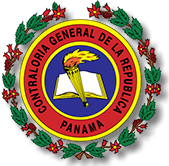 CONTRALORIA GENERAL DE LA REPUBLICA
PANAMA